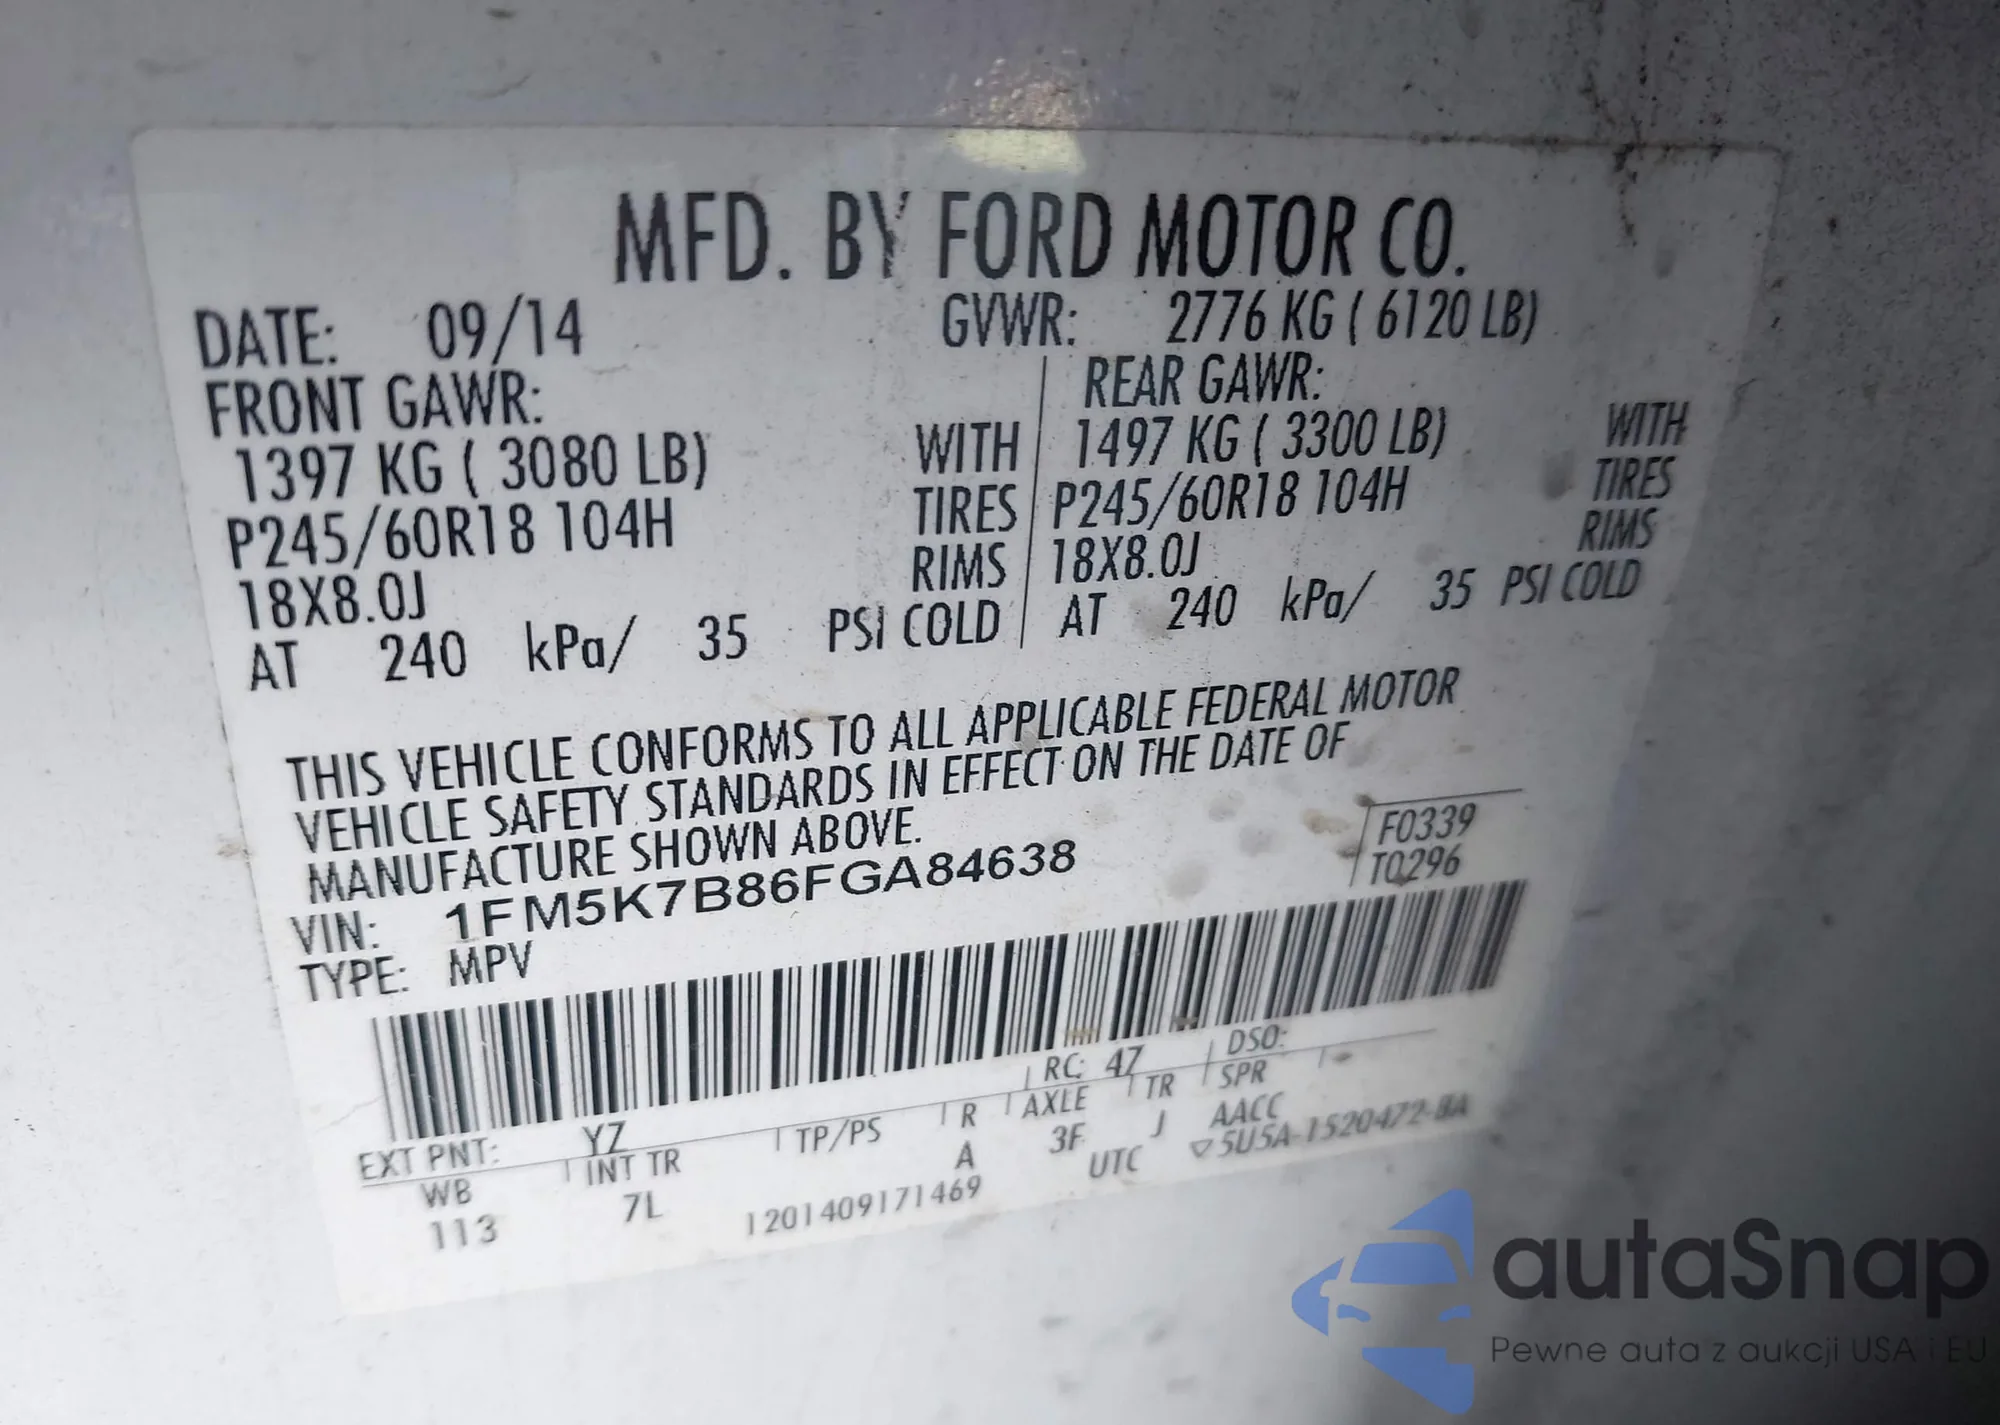 MFD. BY FORD MOTOR CO.
DATE: 09/14 GVWR: 2776 KG ( 6120 LB)
FRONT GAWR: REAR GAWR:
1397 KG ( 3080 LB) WITH 1497 KG ( 3300 LB) WITH
P245/60R18 104H TIRES P245/60R18 104H TIRES
18X8.0J RIMS 18X8.0J RIMS
AT 240 kPa/ 35 PSI COLD AT 240 kPa/ 35 PSI COLD
THIS VEHICLE CONFORMS TO ALL APPLICABLE FEDERAL MOTOR
VEHICLE SAFETY STANDARDS IN EFFECT ON THE DATE OF
MANUFACTURE SHOWN ABOVE.
F0339
T0296
VIN: 1FM5K7B86FGA84638
TYPE: MPV
EXT PNT: YZ RC: 47 DSO:
WB INT TR TP/PS R AXLE TR SPR
113 7L A 3F J AACC
1201409171469 UTC ▽5U5A-1520472-BA
autaSnap
Pewne auta z aukcji USA i EU